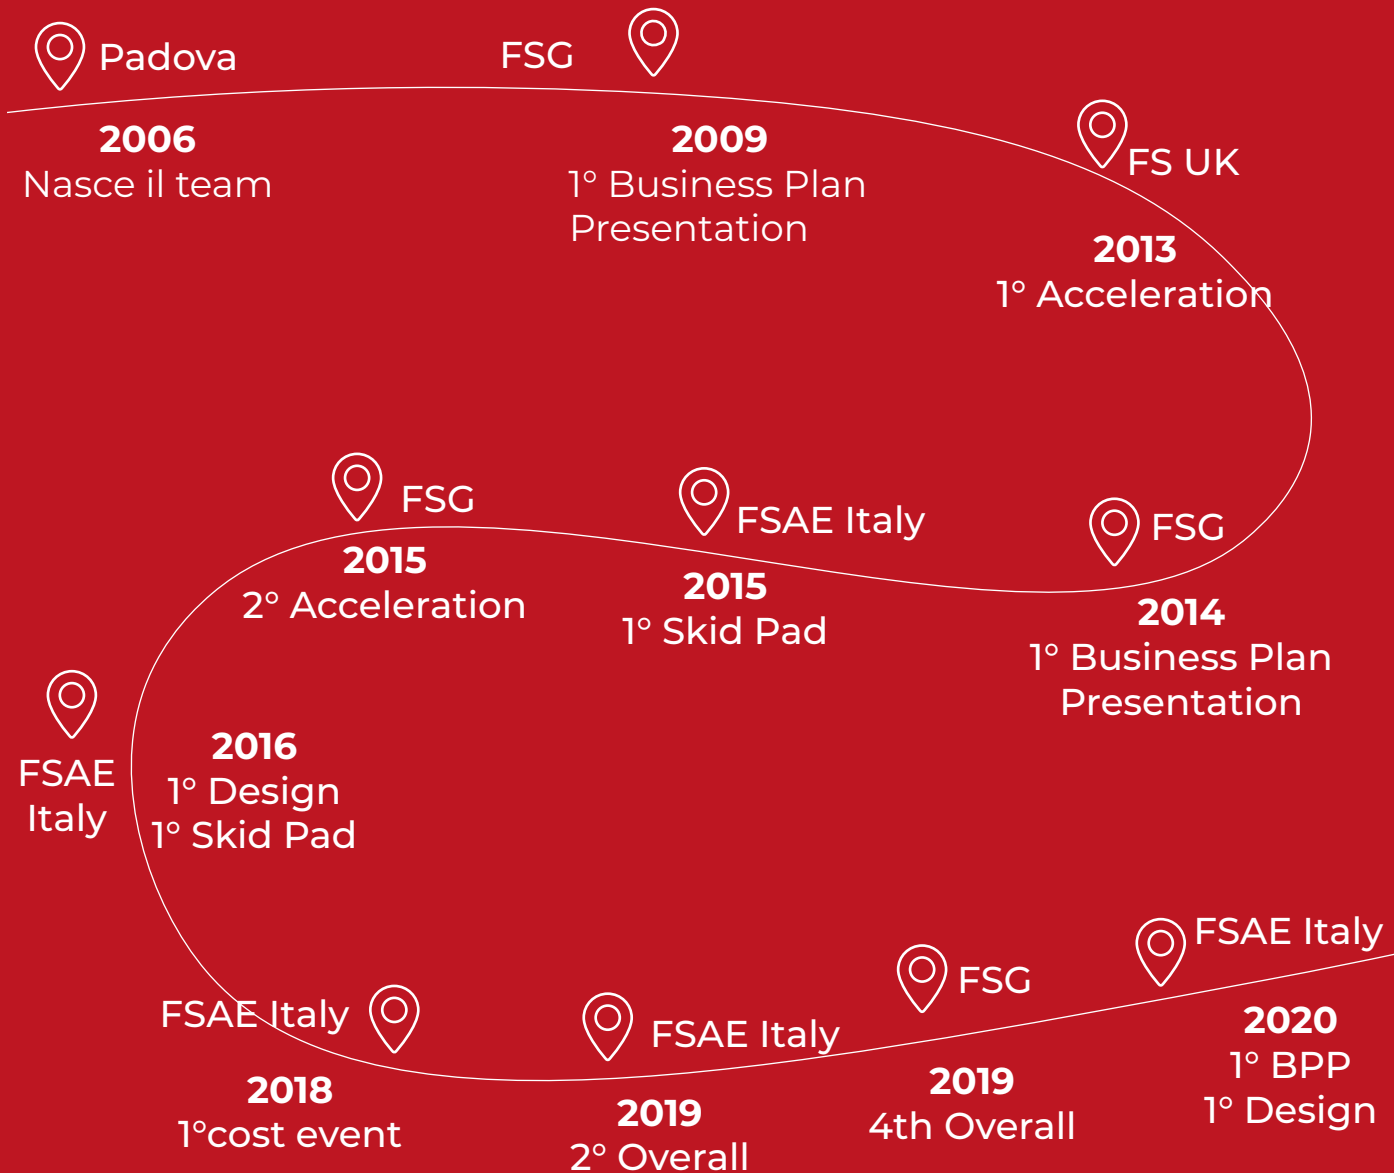 Padova
2006
Nasce il team
FSG
2009
1° Business Plan
Presentation
FS UK
2013
1° Acceleration
FSG
2014
1° Business Plan
Presentation
FSAE Italy
2015
1° Skid Pad
FSG
2015
2° Acceleration
FSAE
Italy
2016
1° Design
1° Skid Pad
FSAE Italy
2018
1°cost event
FSAE Italy
2019
2° Overall
FSG
2019
4th Overall
FSAE Italy
2020
1° BPP
1° Design